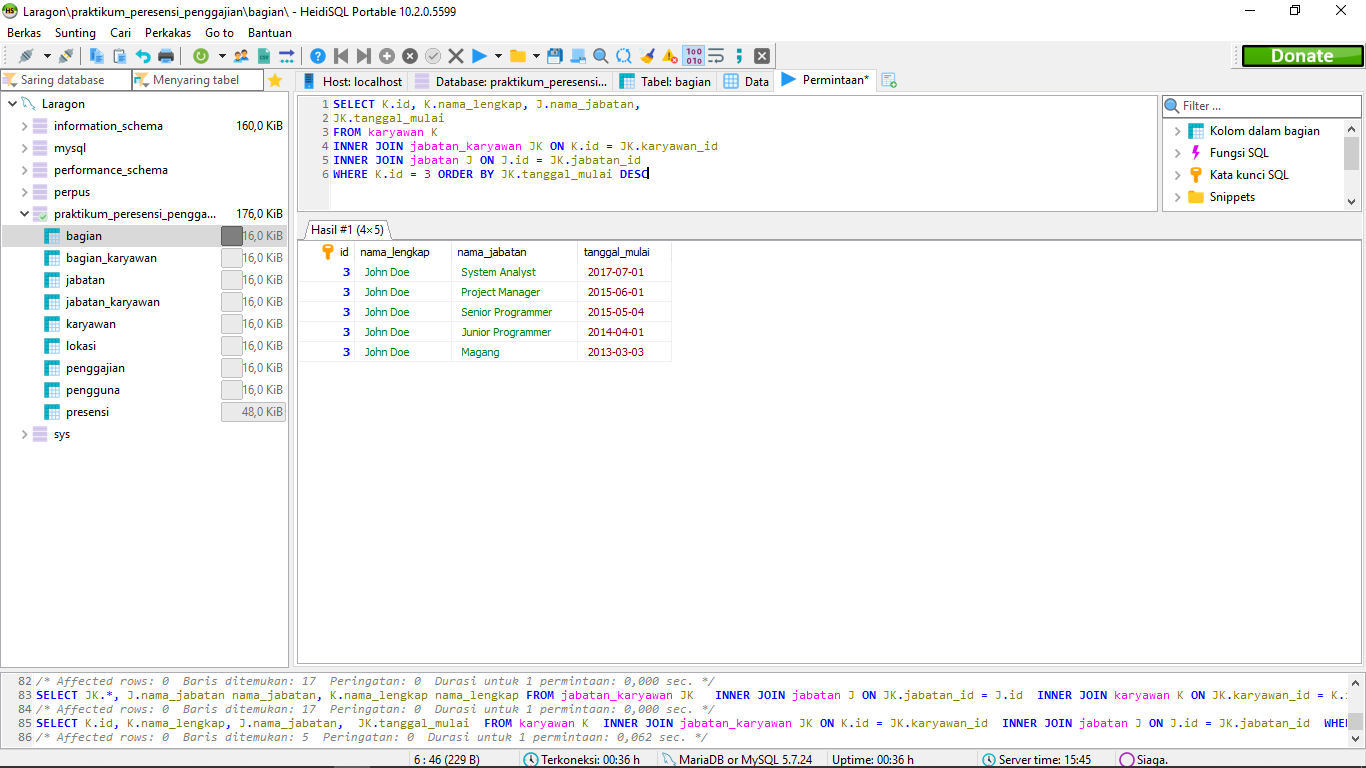 Laragon\praktikum_peresensi_penggajian\bagian\ - HeidiSQL Portable 10.2.0.5599
Berkas Sunting Cari Perkakas Go to Bantuan
Donate
Saring database Menyaring tabel
Host: localhost Database: praktikum_peresensi... Tabel: bagian Data Permintaan*
Laragon
information_schema 160,0 KiB
mysql
performance_schema
perpus
praktikum_peresensi_pengga... 176,0 KiB
bagian 16,0 KiB
bagian_karyawan 16,0 KiB
jabatan 16,0 KiB
jabatan_karyawan 16,0 KiB
karyawan 16,0 KiB
lokasi 16,0 KiB
penggajian 16,0 KiB
pengguna 16,0 KiB
presensi 48,0 KiB
sys
1 SELECT K.id, K.nama_lengkap, J.nama_jabatan,
2 JK.tanggal_mulai
3 FROM karyawan K
4 INNER JOIN jabatan_karyawan JK ON K.id = JK.karyawan_id
5 INNER JOIN jabatan J ON J.id = JK.jabatan_id
6 WHERE K.id = 3 ORDER BY JK.tanggal_mulai DESC
Filter ...
Kolom dalam bagian
Fungsi SQL
Kata kunci SQL
Snippets
Hasil #1 (4×5)
id nama_lengkap nama_jabatan tanggal_mulai
3 John Doe System Analyst 2017-07-01
3 John Doe Project Manager 2015-06-01
3 John Doe Senior Programmer 2015-05-04
3 John Doe Junior Programmer 2014-04-01
3 John Doe Magang 2013-03-03
82 /* Affected rows: 0 Baris ditemukan: 17 Peringatan: 0 Durasi untuk 1 permintaan: 0,000 sec. */
83 SELECT JK.*, J.nama_jabatan nama_jabatan, K.nama_lengkap nama_lengkap FROM jabatan_karyawan JK INNER JOIN jabatan J ON JK.jabatan_id = J.id INNER JOIN karyawan K ON JK.karyawan_id = K.
84 /* Affected rows: 0 Baris ditemukan: 17 Peringatan: 0 Durasi untuk 1 permintaan: 0,000 sec. */
85 SELECT K.id, K.nama_lengkap, J.nama_jabatan, JK.tanggal_mulai FROM karyawan K INNER JOIN jabatan_karyawan JK ON K.id = JK.karyawan_id INNER JOIN jabatan J ON J.id = JK.jabatan_id WHE
86 /* Affected rows: 0 Baris ditemukan: 5 Peringatan: 0 Durasi untuk 1 permintaan: 0,062 sec. */
6 : 46 (229 B) Terkoneksi: 00:36 h MariaDB or MySQL 5.7.24 Uptime: 00:36 h Server time: 15:45 Siaga.